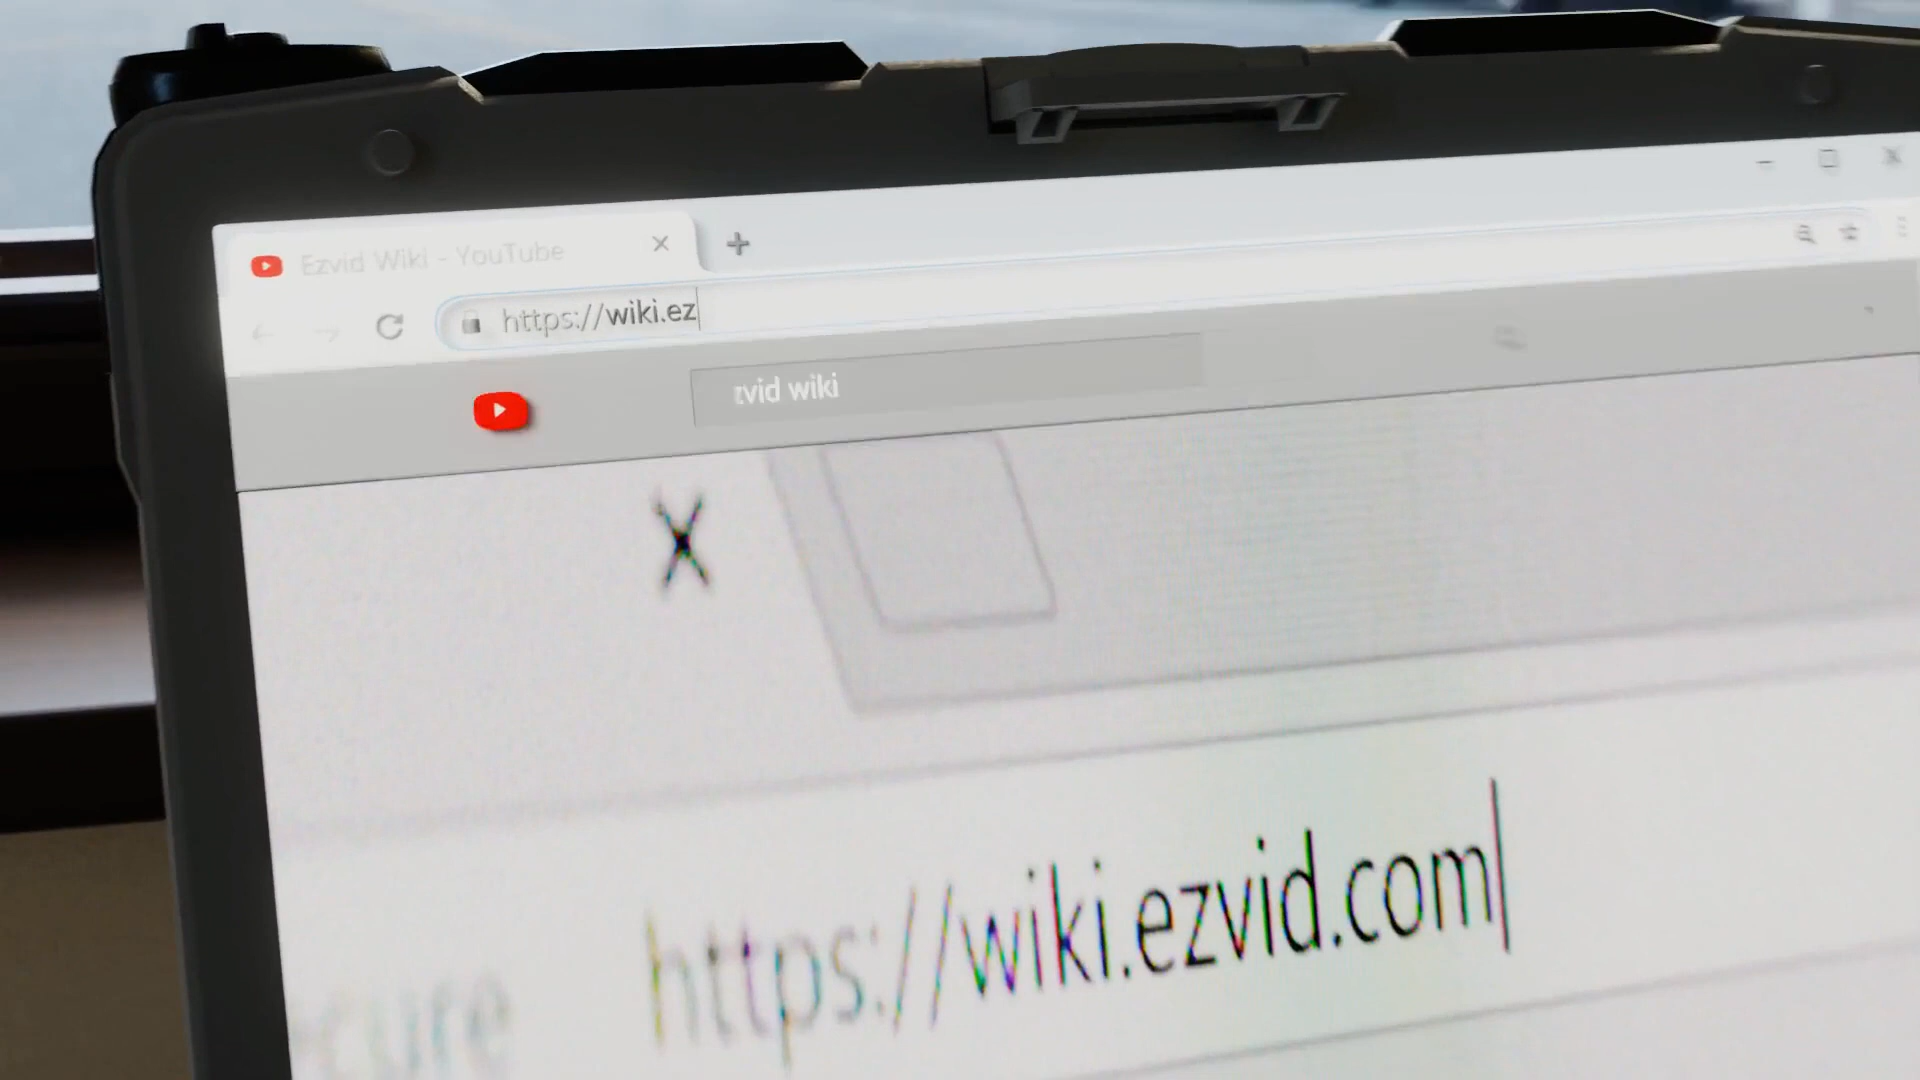 Ezvid Wiki - YouTube
https://wiki.ez
zvid wiki
https://wiki.ezvid.com